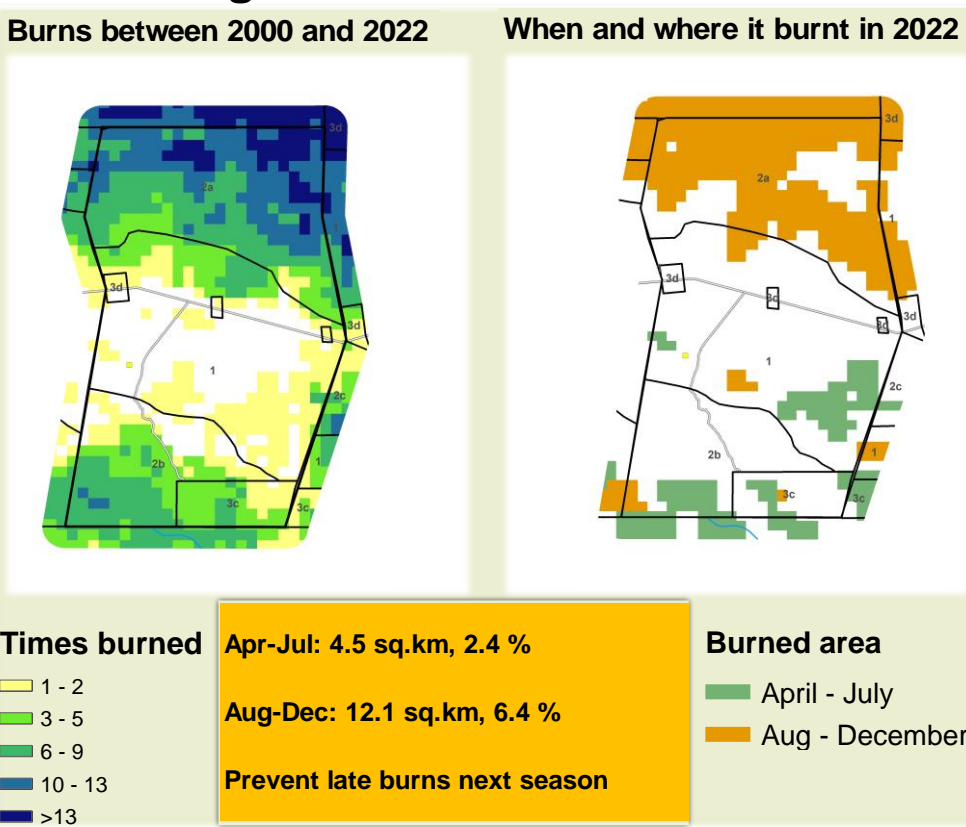 Burns between 2000 and 2022
When and where it burnt in 2022
3d
2a
1
3d
3d
1
2c
2b
1
3c
3c
3d
2a
1
3d
3d
3d
1
2c
2b
1
3c
3c
Times burned
1 - 2
3 - 5
6 - 9
10 - 13
>13
Apr-Jul: 4.5 sq.km, 2.4 %
Aug-Dec: 12.1 sq.km, 6.4 %
Prevent late burns next season
Burned area
April - July
Aug - December